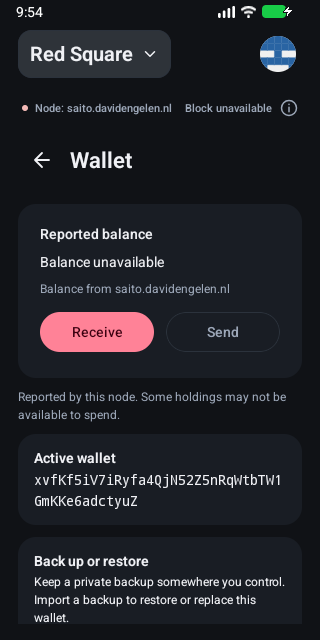 9:54
Red Square
Node: saito.davidengelen.nl Block unavailable
Wallet
Reported balance
Balance unavailable
Balance from saito.davidengelen.nl
Receive Send
Reported by this node. Some holdings may not be
available to spend.
Active wallet
xvfKf5iV7iRyfa4QjN52Z5nRqWtbTW1
GmKKe6adctyuZ
Back up or restore
Keep a private backup somewhere you control.
Import a backup to restore or replace this
wallet.